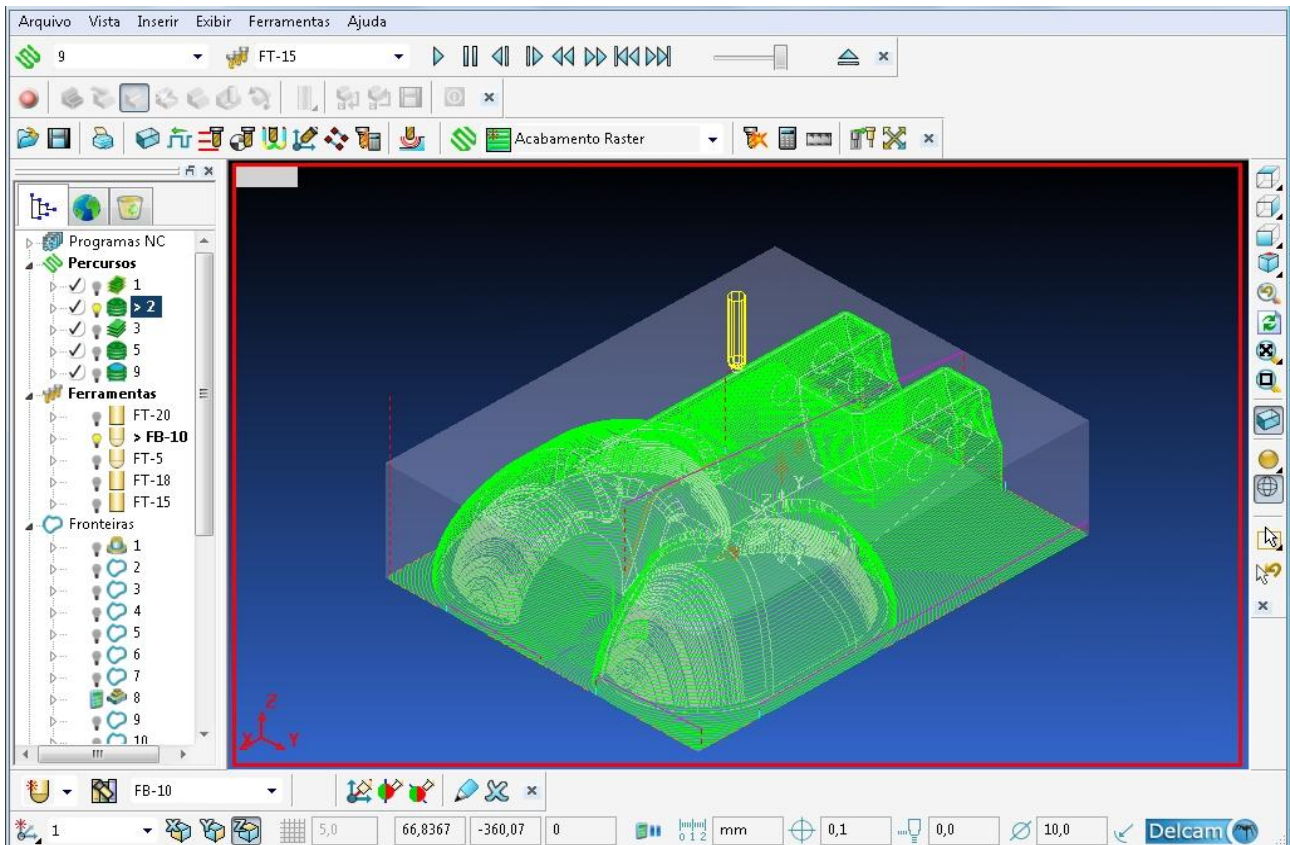 Arquivo Vista Inserir Exibir Ferramentas Ajuda
9 FT-15
Acabamento Raster
Programas NC
Percursos
1
> 2
3
5
9
Ferramentas
FT-20
> FB-10
FT-5
FT-18
FT-15
Fronteiras
1
2
3
4
5
6
7
8
9
10
Z
Y
Z
X Y
FB-10
1 5,0 66,8367 -360,07 0 0 1 2 mm 0,1 0,0 10,0 Delcam